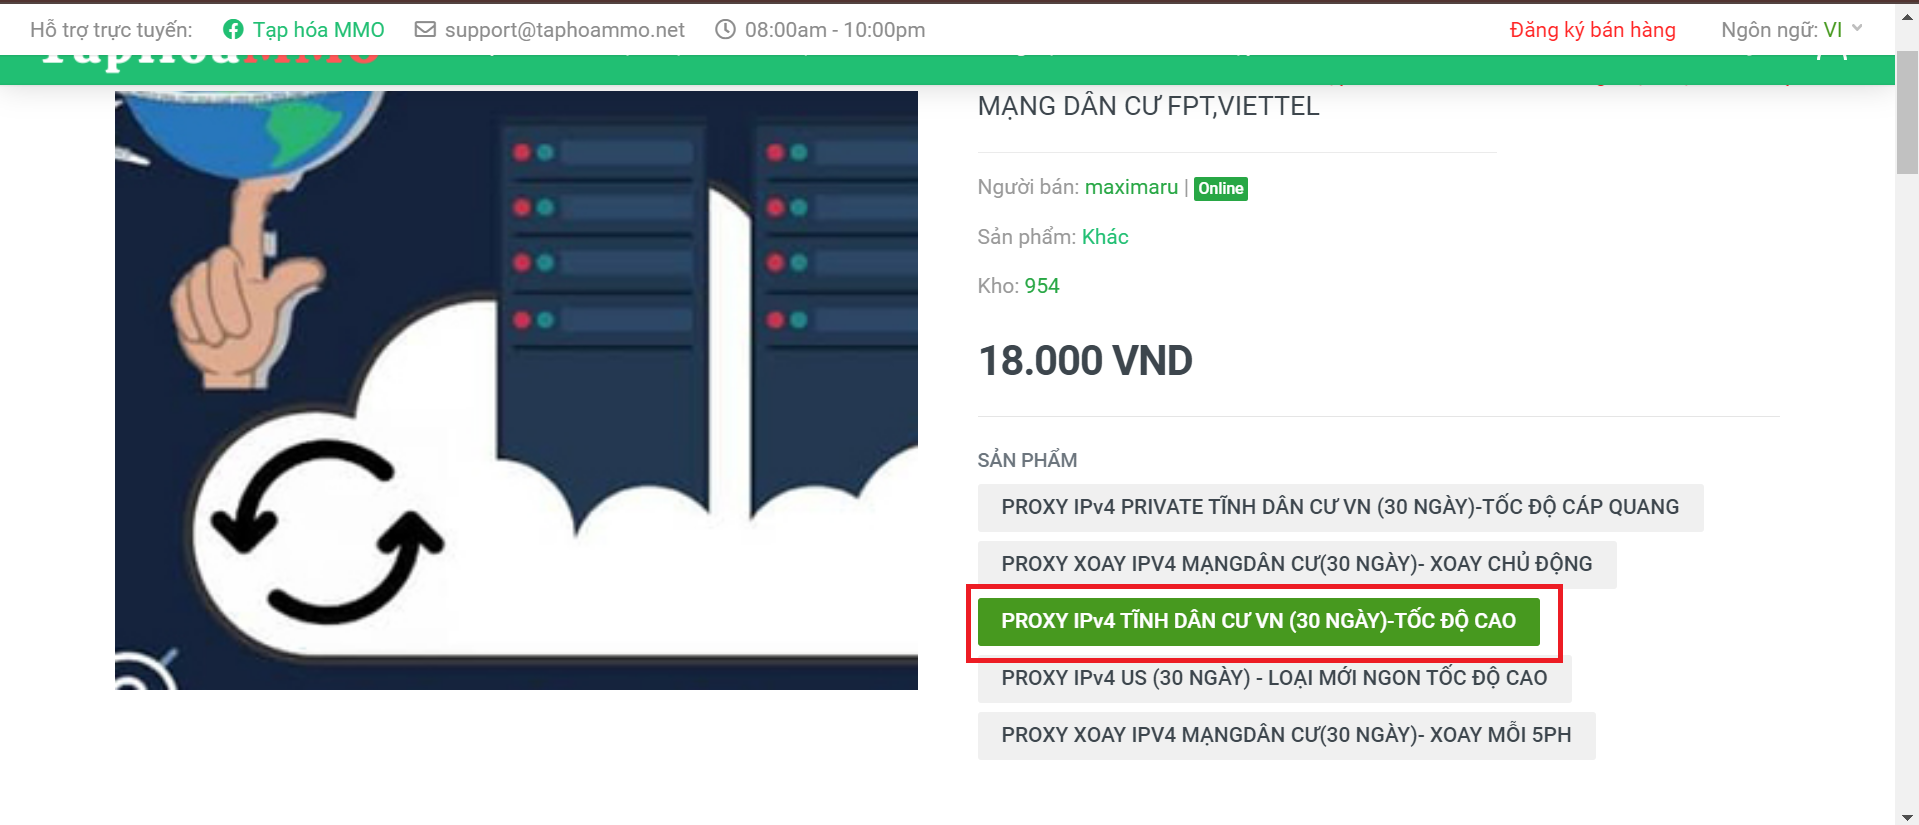 Hỗ trợ trực tuyến: Tạp hóa MMO support@taphoammo.net 08:00am - 10:00pm Đăng ký bán hàng Ngôn ngữ: VI
TapHoaMMO
MẠNG DÂN CƯ FPT,VIETTEL
Người bán: maximaru | Online
Sản phẩm: Khác
Kho: 954
18.000 VND
SẢN PHẨM
PROXY IPv4 PRIVATE TĨNH DÂN CƯ VN (30 NGÀY)-TỐC ĐỘ CÁP QUANG
PROXY XOAY IPV4 MẠNGDÂN CƯ(30 NGÀY)- XOAY CHỦ ĐỘNG
PROXY IPv4 TĨNH DÂN CƯ VN (30 NGÀY)-TỐC ĐỘ CAO
PROXY IPv4 US (30 NGÀY) - LOẠI MỚI NGON TỐC ĐỘ CAO
PROXY XOAY IPV4 MẠNGDÂN CƯ(30 NGÀY)- XOAY MỖI 5PH